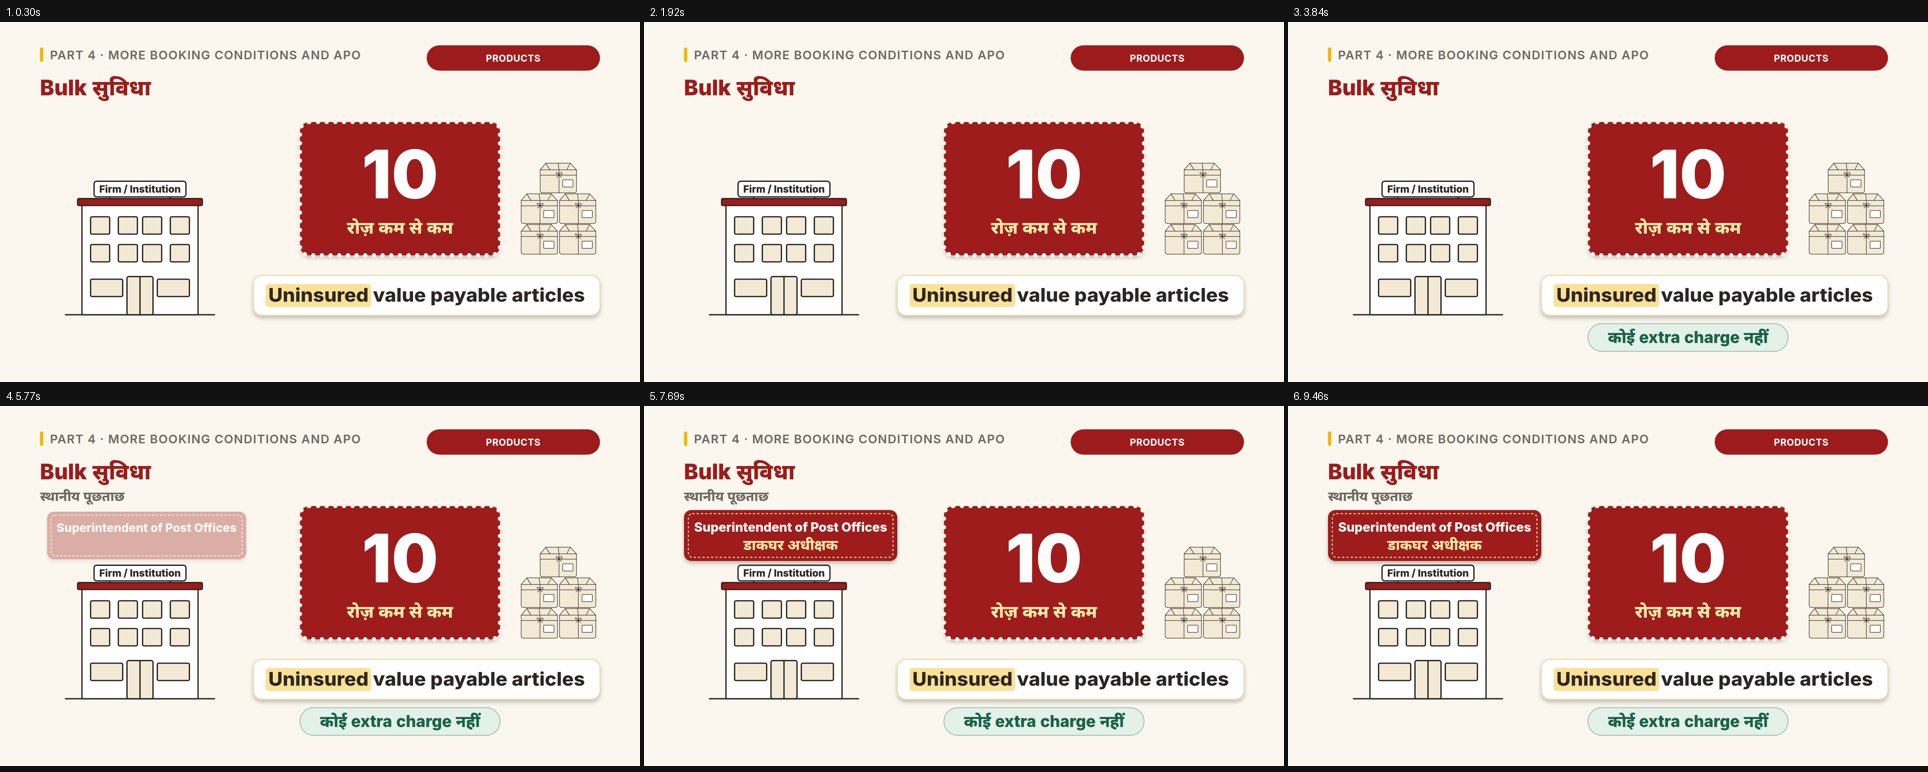 1. 0.30s
PART 4 · MORE BOOKING CONDITIONS AND APO
PRODUCTS
Bulk सुविधा
10
रोज़ कम से कम
Firm / Institution
Uninsured value payable articles
2. 1.92s
PART 4 · MORE BOOKING CONDITIONS AND APO
PRODUCTS
Bulk सुविधा
10
रोज़ कम से कम
Firm / Institution
Uninsured value payable articles
3. 3.84s
PART 4 · MORE BOOKING CONDITIONS AND APO
PRODUCTS
Bulk सुविधा
10
रोज़ कम से कम
Firm / Institution
Uninsured value payable articles
कोई extra charge नहीं
4. 5.77s
PART 4 · MORE BOOKING CONDITIONS AND APO
PRODUCTS
Bulk सुविधा
स्थानीय पूछताछ
Superintendent of Post Offices
10
रोज़ कम से कम
Firm / Institution
Uninsured value payable articles
कोई extra charge नहीं
5. 7.69s
PART 4 · MORE BOOKING CONDITIONS AND APO
PRODUCTS
Bulk सुविधा
स्थानीय पूछताछ
Superintendent of Post Offices
डाकघर अधीक्षक
10
रोज़ कम से कम
Firm / Institution
Uninsured value payable articles
कोई extra charge नहीं
6. 9.46s
PART 4 · MORE BOOKING CONDITIONS AND APO
PRODUCTS
Bulk सुविधा
स्थानीय पूछताछ
Superintendent of Post Offices
डाकघर अधीक्षक
10
रोज़ कम से कम
Firm / Institution
Uninsured value payable articles
कोई extra charge नहीं